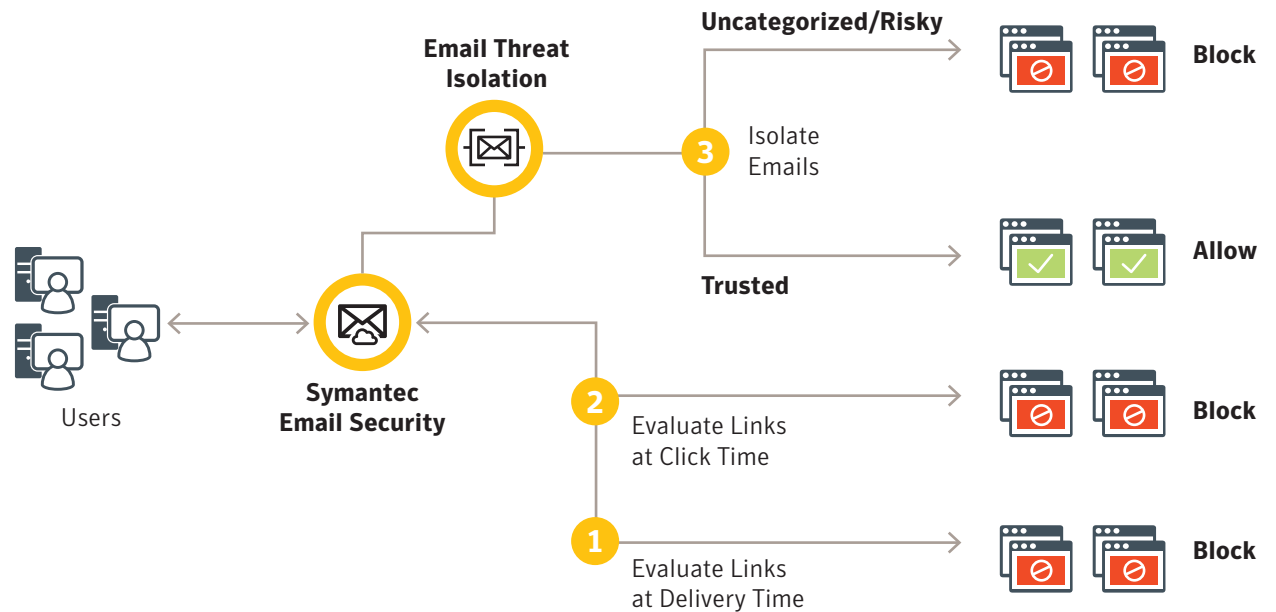 Uncategorized/Risky
Email Threat
Isolation
Block
3
Isolate
Emails
Allow
Trusted
Users
Symantec
Email Security
2
Evaluate Links
at Click Time
Block
1
Evaluate Links
at Delivery Time
Block